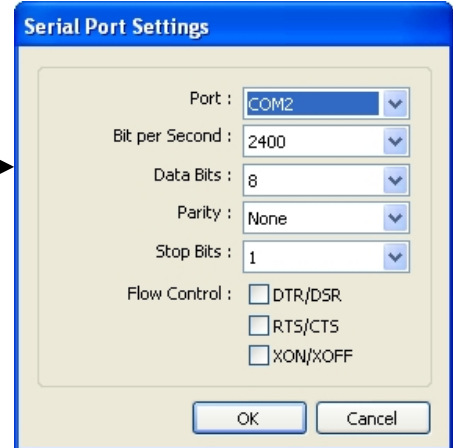 Serial Port Settings
Port : COM2
Bit per Second : 2400
Data Bits : 8
Parity : None
Stop Bits : 1
Flow Control : DTR/DSR
RTS/CTS
XON/XOFF
OK Cancel